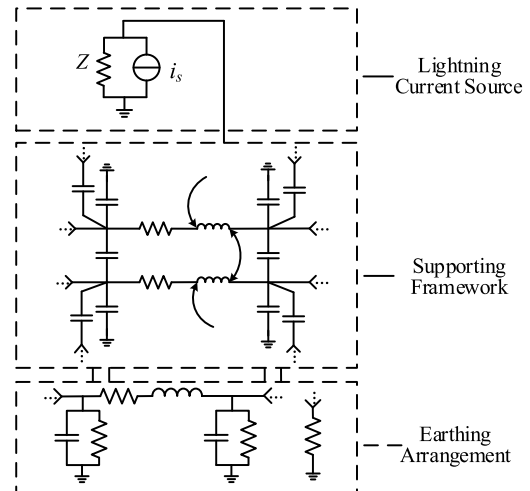 Z
i_s
Lightning
Current Source
Supporting
Framework
Earthing
Arrangement